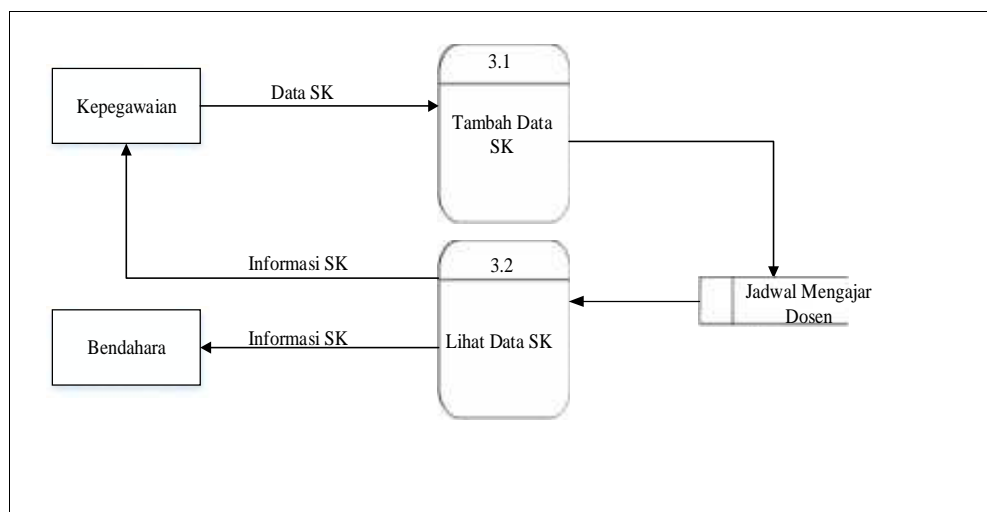 3.1
Kepegawaian
Data SK
Tambah Data
SK
Informasi SK
3.2
Jadwal Mengajar
Dosen
Bendahara
Informasi SK
Lihat Data SK